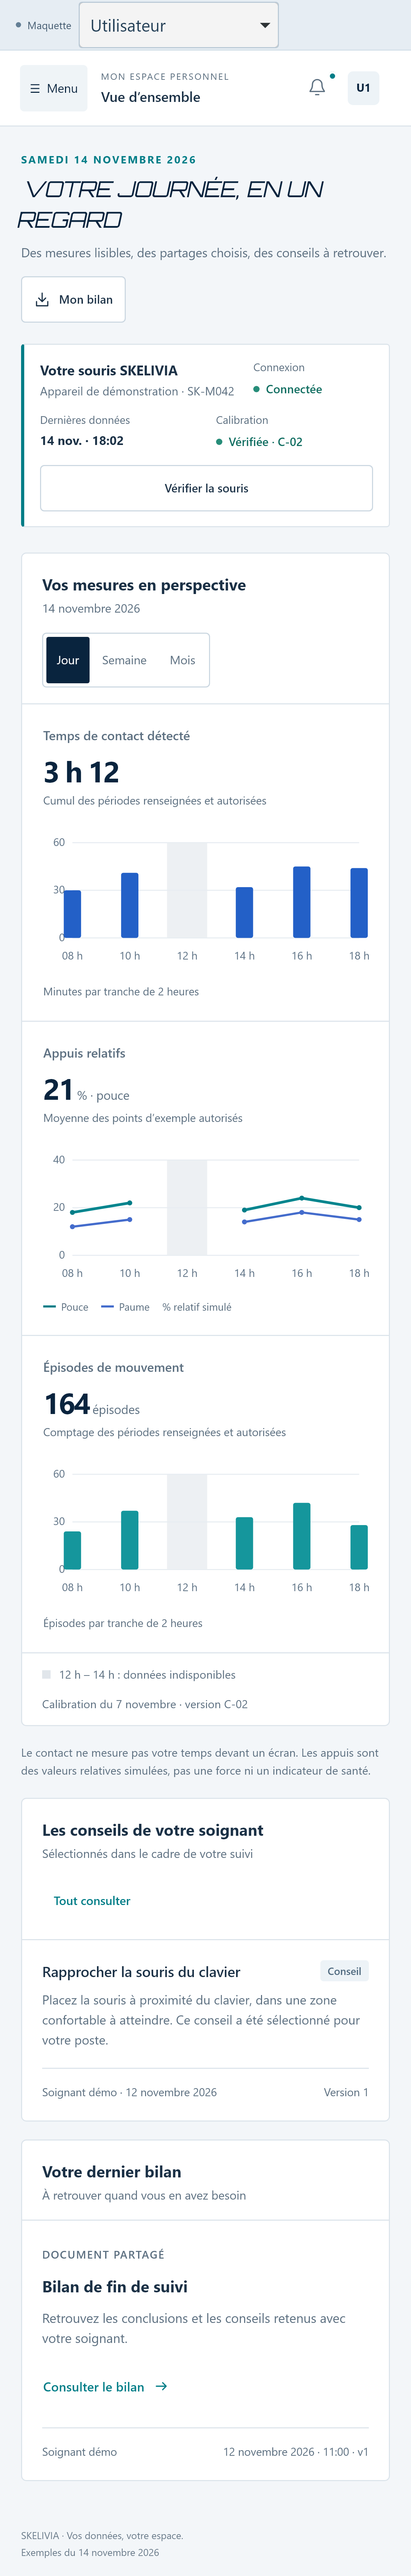 Maquette Utilisateur
☰ Menu
MON ESPACE PERSONNEL
Vue d’ensemble
U1
SAMEDI 14 NOVEMBRE 2026
VOTRE JOURNÉE, EN UN
REGARD
Des mesures lisibles, des partages choisis, des conseils à retrouver.
Mon bilan
Votre souris SKELIVIA
Appareil de démonstration · SK-M042
Connexion
Connectée
Dernières données
14 nov. · 18:02
Calibration
Vérifiée · C-02
Vérifier la souris
Vos mesures en perspective
14 novembre 2026
Jour Semaine Mois
Temps de contact détecté
3 h 12
Cumul des périodes renseignées et autorisées
60
30
0
08 h 10 h 12 h 14 h 16 h 18 h
Minutes par tranche de 2 heures
Appuis relatifs
21 % · pouce
Moyenne des points d’exemple autorisés
40
20
0
08 h 10 h 12 h 14 h 16 h 18 h
Pouce Paume % relatif simulé
Épisodes de mouvement
164 épisodes
Comptage des périodes renseignées et autorisées
60
30
0
08 h 10 h 12 h 14 h 16 h 18 h
Épisodes par tranche de 2 heures
12 h – 14 h : données indisponibles
Calibration du 7 novembre · version C-02
Le contact ne mesure pas votre temps devant un écran. Les appuis sont
des valeurs relatives simulées, pas une force ni un indicateur de santé.
Les conseils de votre soignant
Sélectionnés dans le cadre de votre suivi
Tout consulter
Rapprocher la souris du clavier
Conseil
Placez la souris à proximité du clavier, dans une zone
confortable à atteindre. Ce conseil a été sélectionné pour
votre poste.
Soignant démo · 12 novembre 2026 Version 1
Votre dernier bilan
À retrouver quand vous en avez besoin
DOCUMENT PARTAGÉ
Bilan de fin de suivi
Retrouvez les conclusions et les conseils retenus avec
votre soignant.
Consulter le bilan →
Soignant démo 12 novembre 2026 · 11:00 · v1
SKELIVIA · Vos données, votre espace.
Exemples du 14 novembre 2026